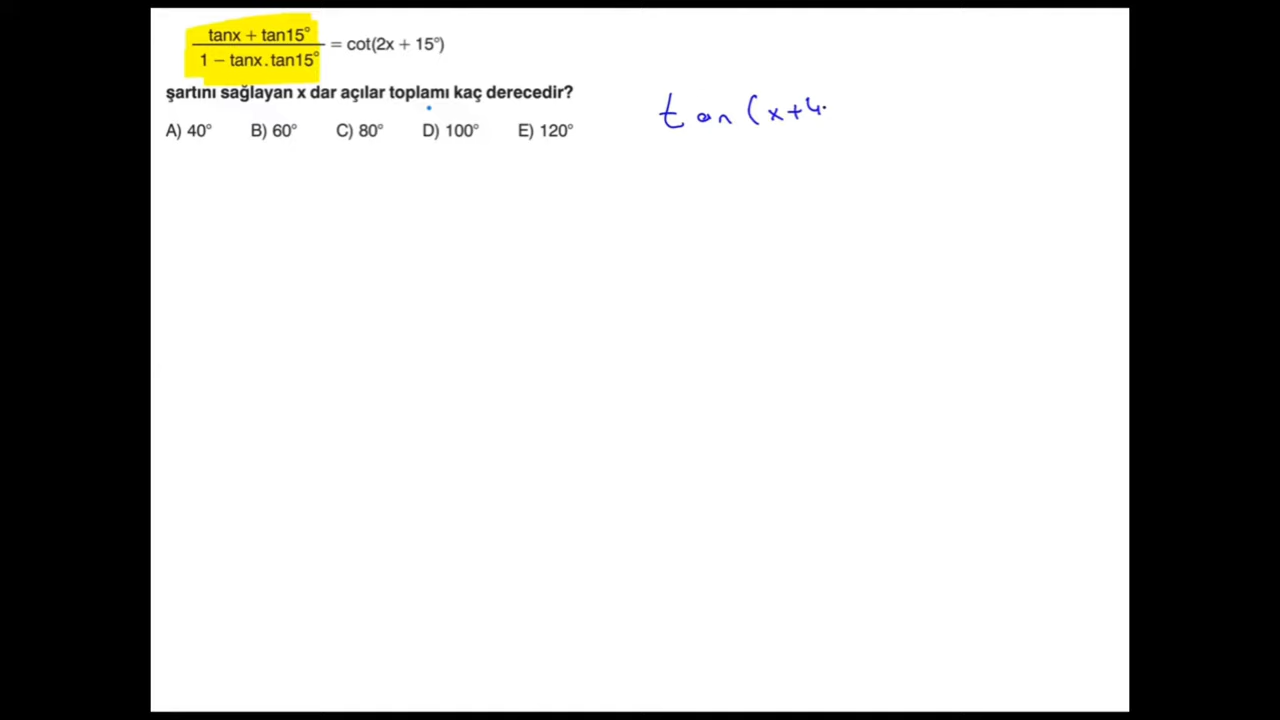 tanx + tan15° / 1 − tanx.tan15° = cot(2x + 15°)
şartını sağlayan x dar açılar toplamı kaç derecedir?
A) 40° B) 60° C) 80° D) 100° E) 120°
tan (x+4